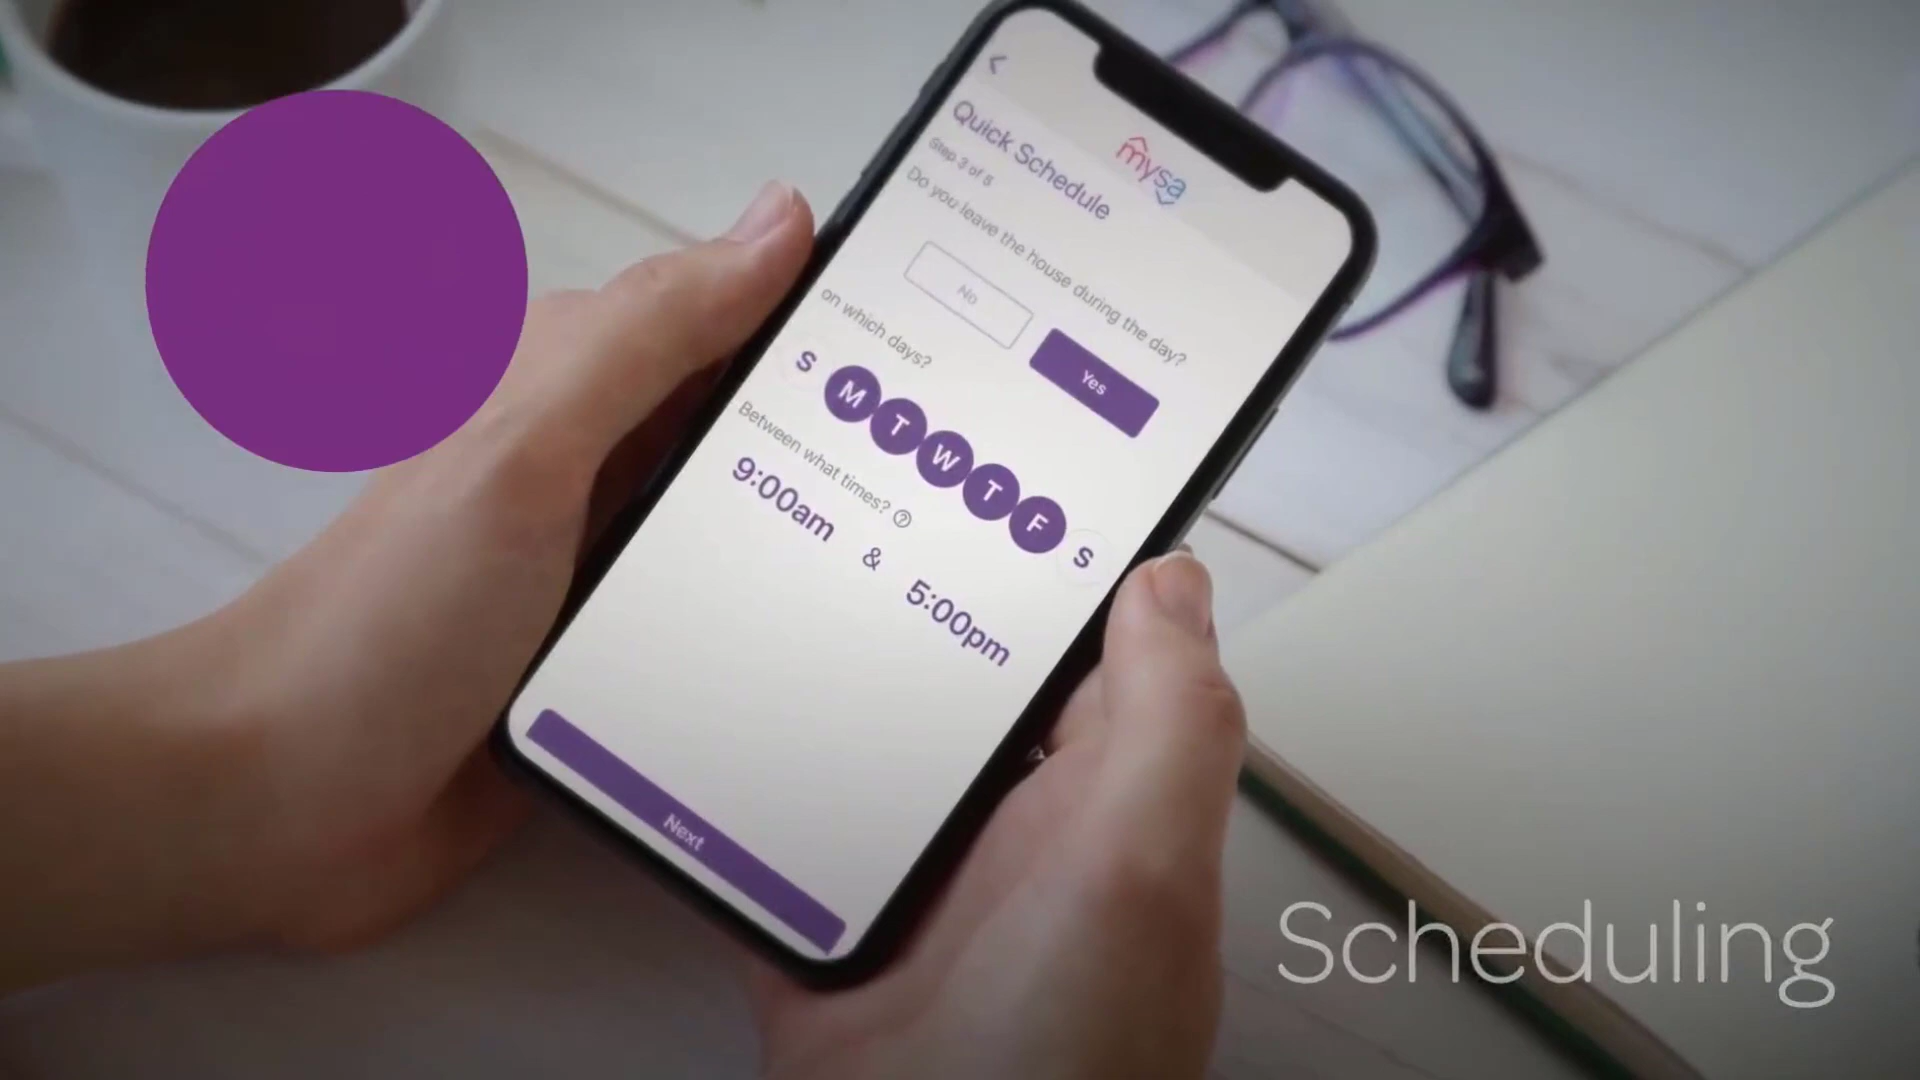 mysa
Quick Schedule
Step 3 of 5
Do you leave the house during the day?
No
Yes
on which days?
S M T W T F S
Between what times? ?
9:00am & 5:00pm
Next
Scheduling